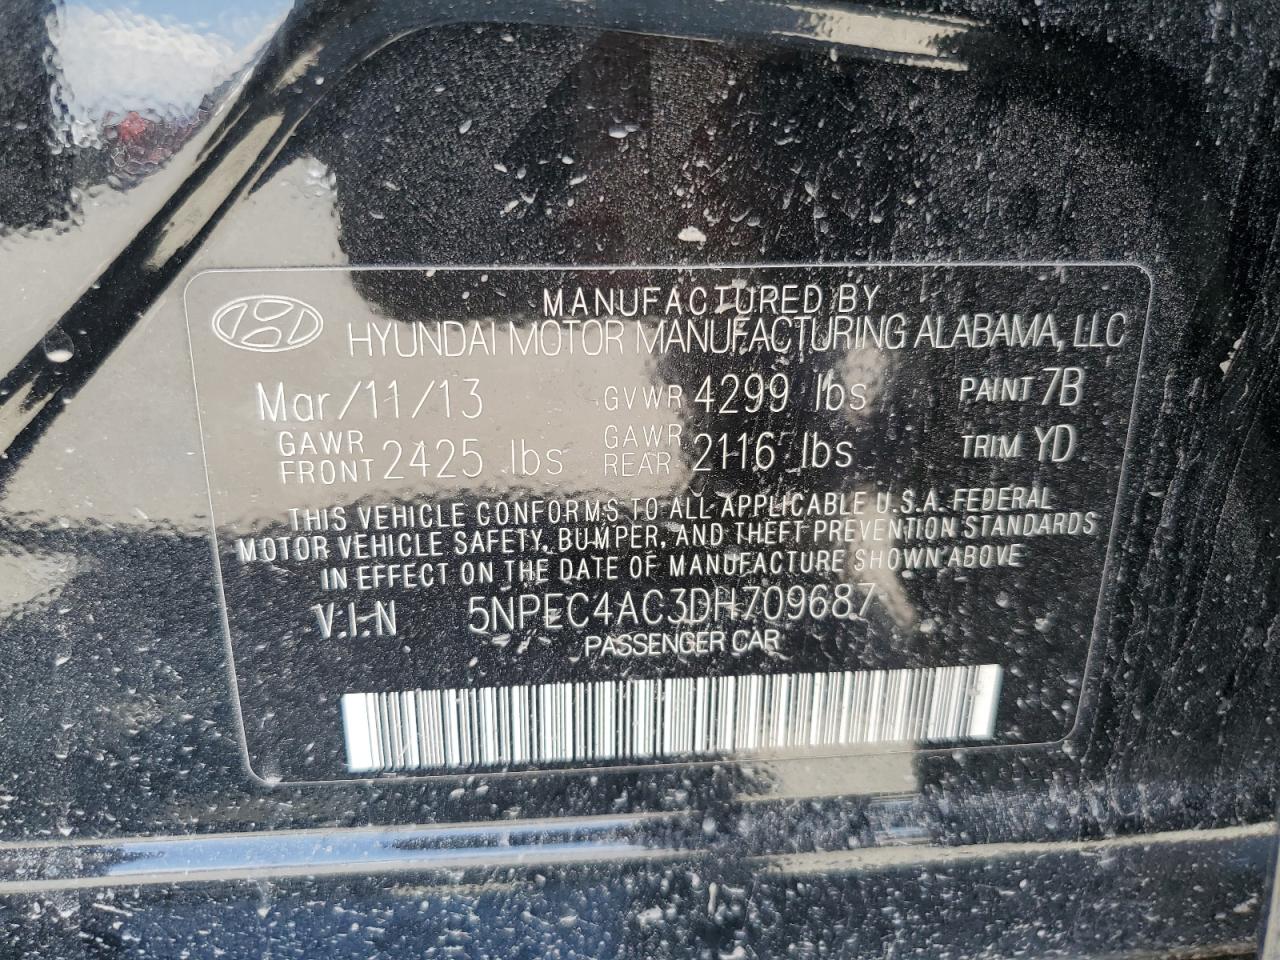 MANUFACTURED BY
HYUNDAI MOTOR MANUFACTURING ALABAMA, LLC
Mar/11/13 GVWR 4299 lbs PAINT 7B
GAWR FRONT 2425 lbs GAWR REAR 2116 lbs TRIM YD
THIS VEHICLE CONFORMS TO ALL APPLICABLE U.S.A. FEDERAL
MOTOR VEHICLE SAFETY, BUMPER, AND THEFT PREVENTION STANDARDS
IN EFFECT ON THE DATE OF MANUFACTURE SHOWN ABOVE
V.I.N 5NPEC4AC3DH709687
PASSENGER CAR